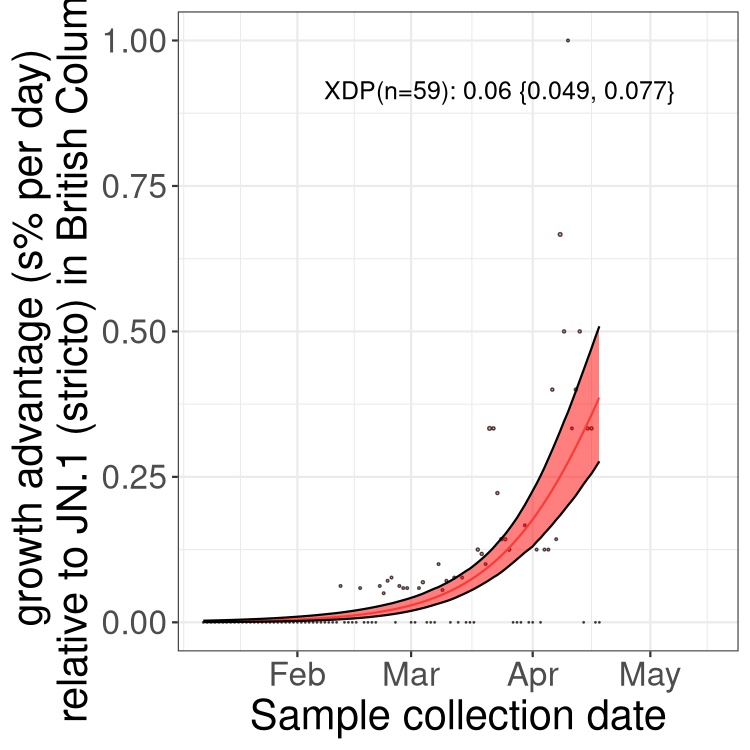 growth advantage (s% per day)
relative to JN.1 (stricto) in British Colum
1.00
0.75
0.50
0.25
0.00
XDP(n=59): 0.06 {0.049, 0.077}
Feb Mar Apr May
Sample collection date